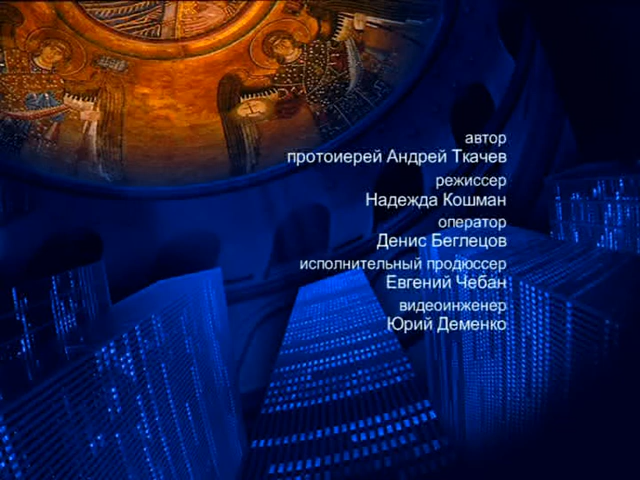 автор
протоиерей Андрей Ткачев
режиссер
Надежда Кошман
оператор
Денис Беглецов
исполнительный продюссер
Евгений Чебан
видеоинженер
Юрий Деменко